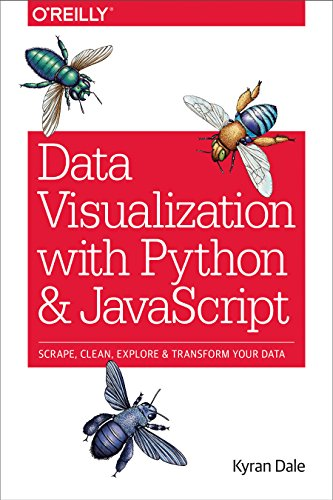 O'REILLY®
Data
Visualization
with Python
& JavaScript
SCRAPE, CLEAN, EXPLORE & TRANSFORM YOUR DATA
Kyran Dale